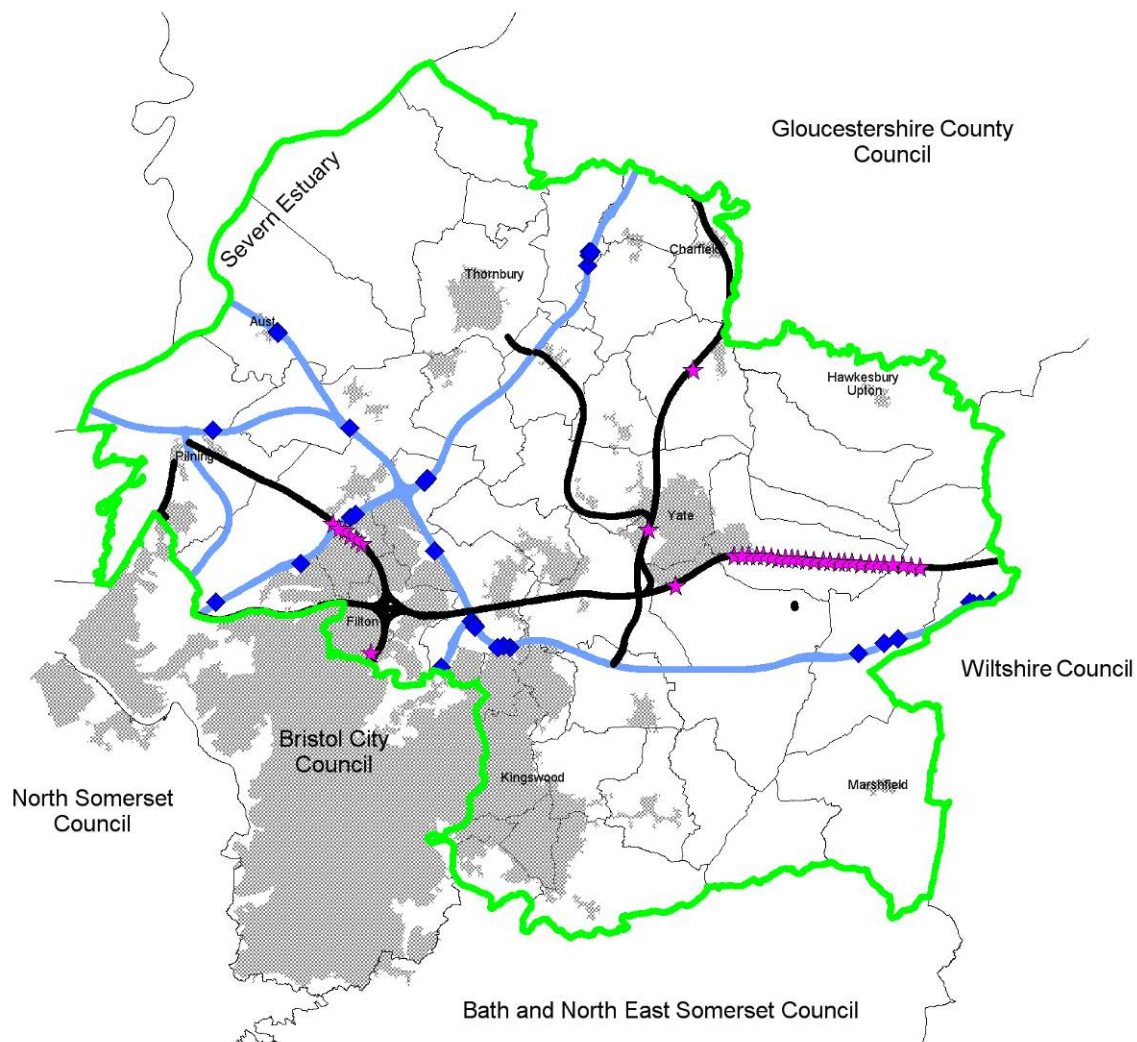 Gloucestershire County
Council
Severn Estuary
Charfield
Thornbury
Aust
Hawkesbury
Upton
Pilning
Yate
Filton
Wiltshire Council
Bristol City
Council
Kingswood
Marshfield
North Somerset
Council
Bath and North East Somerset Council